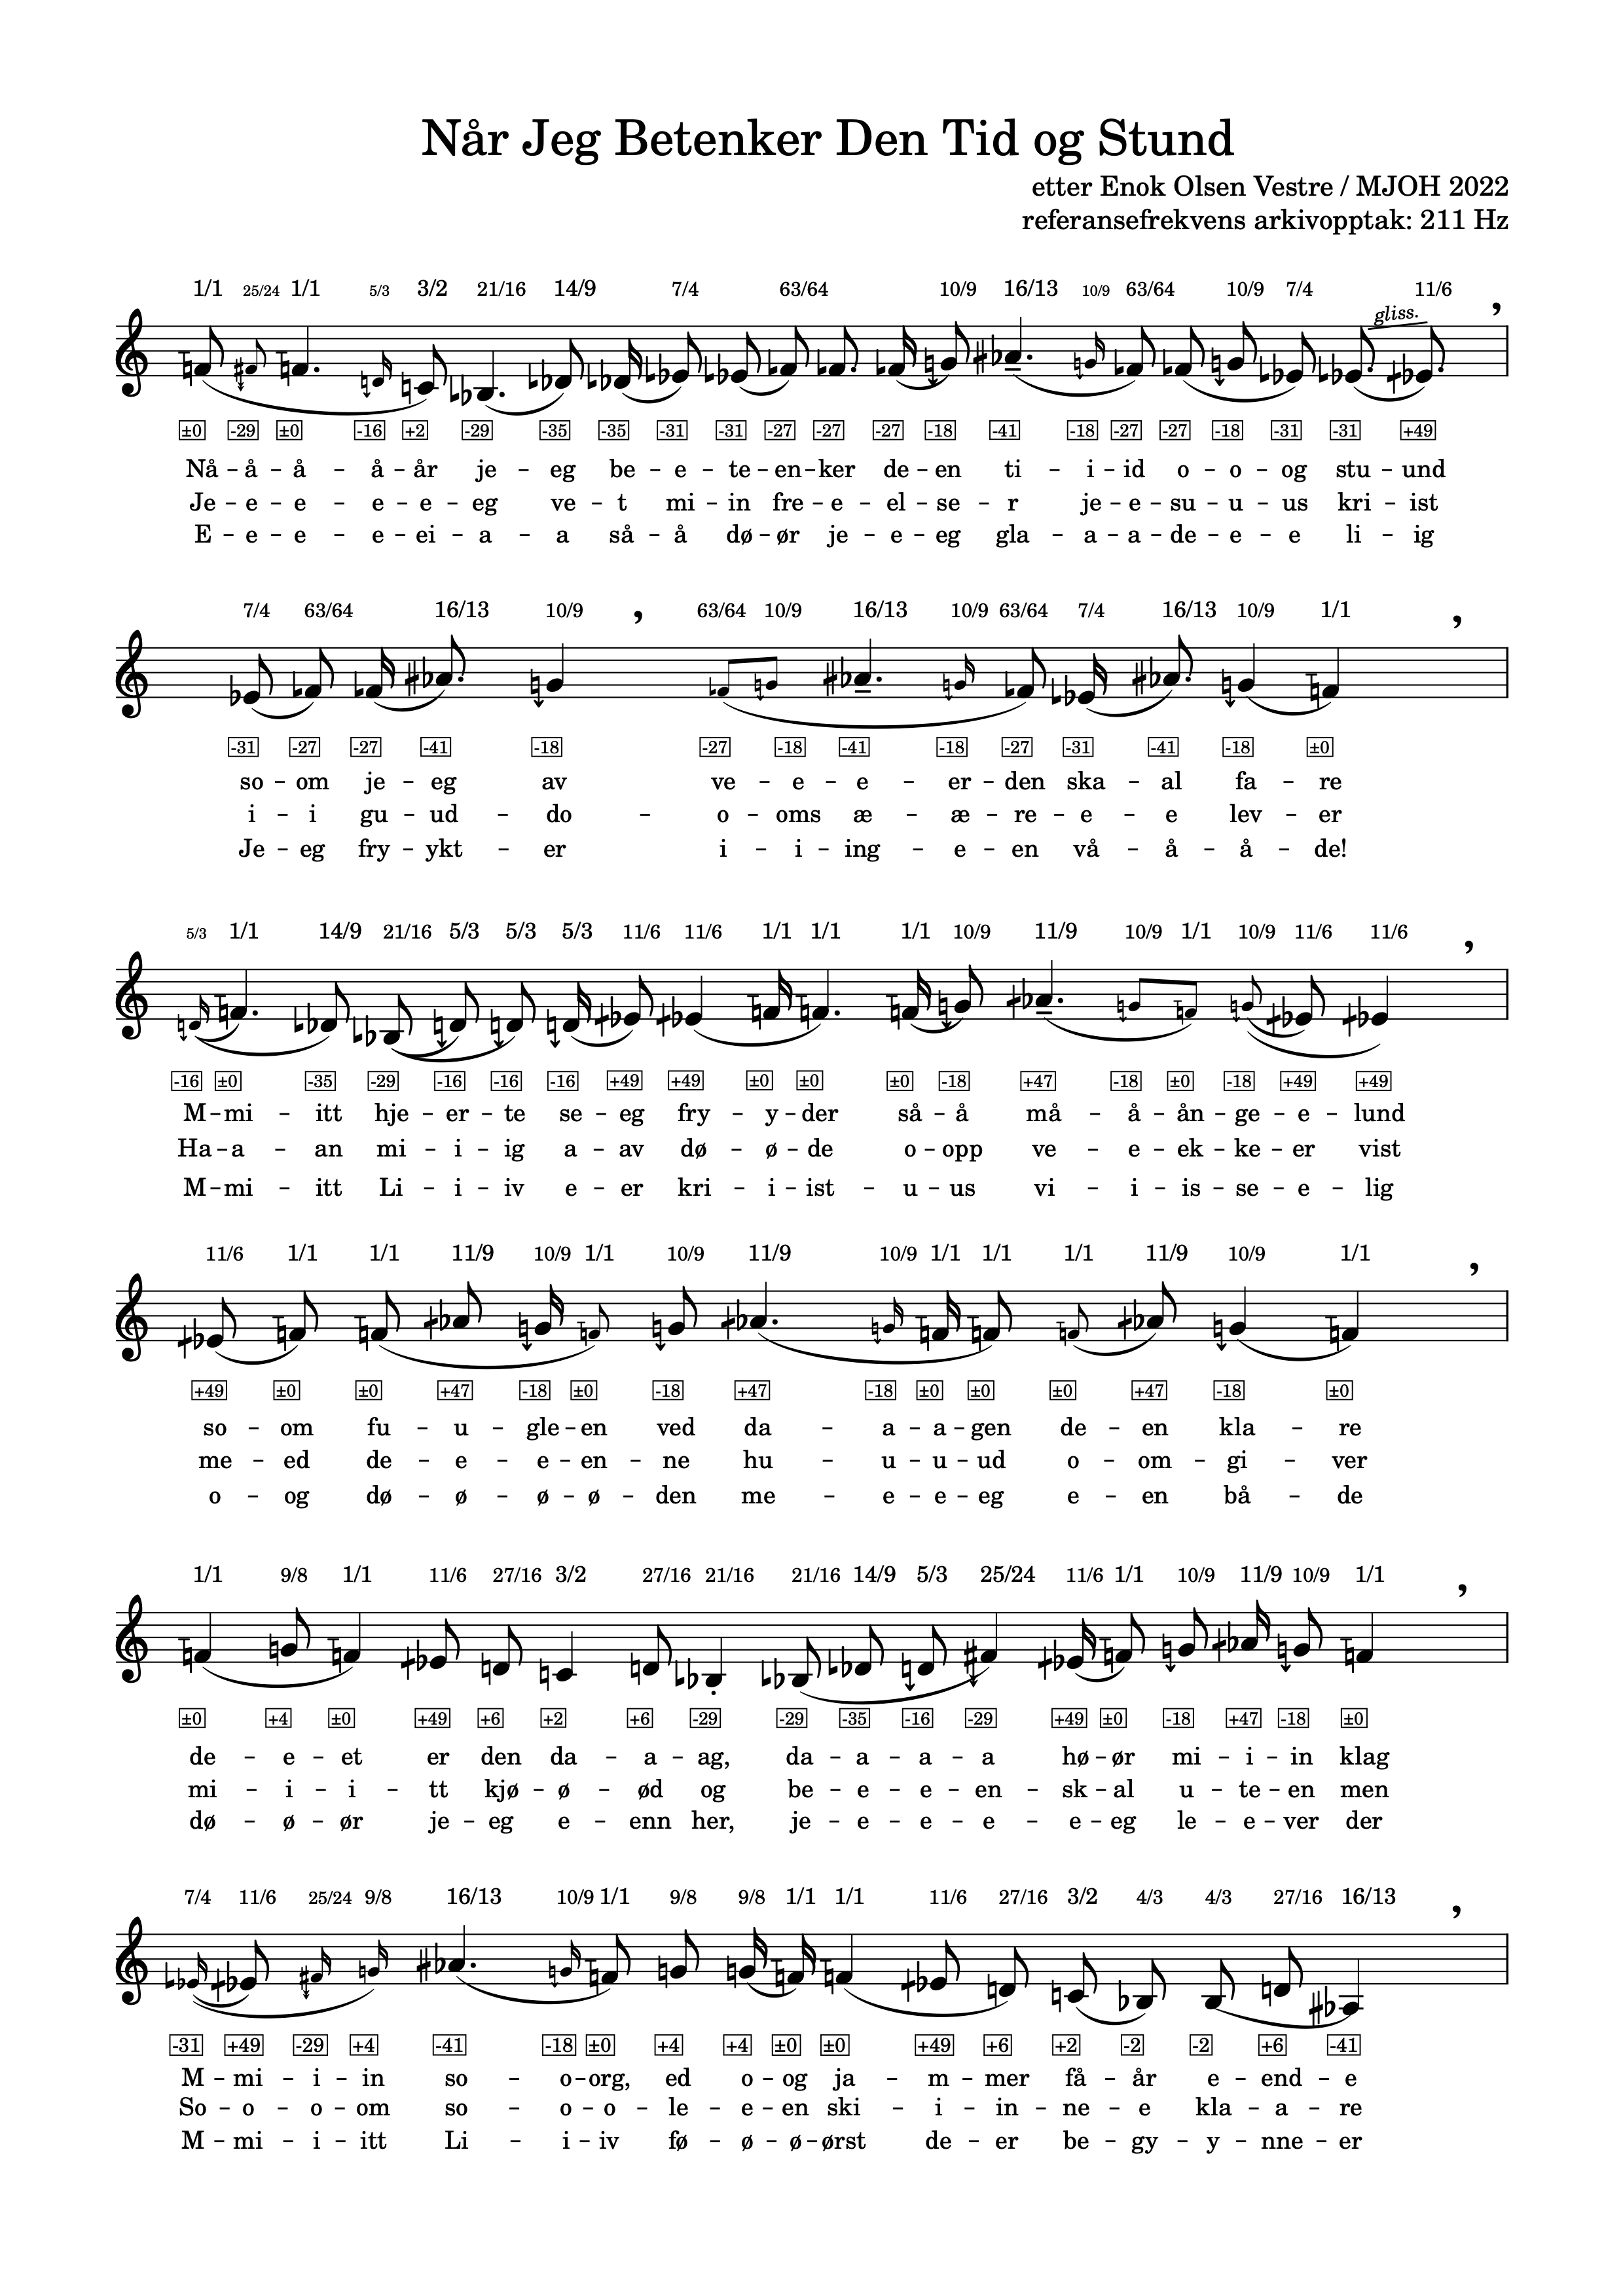 Når Jeg Betenker Den Tid og Stund
etter Enok Olsen Vestre / MJOH 2022
referansefrekvens arkivopptak: 211 Hz
1/1 25/24 1/1 5/3 3/2 21/16 14/9 7/4 63/64 10/9 16/13 10/9 63/64 10/9 7/4 11/6
gliss.
±0 -29 ±0 -16 +2 -29 -35 -35 -31 -31 -27 -27 -27 -18 -41 -18 -27 -27 -18 -31 -31 +49
Nå – å – å – å – år je – eg be – e – te – en – ker de – en ti – i – id o – o – og stu – und
Je – e – e – e – e – eg ve – t mi – in fre – e – el – se – r je – e – su – u – us kri – ist
E – e – e – e – ei – a – a så – å dø – ør je – e – eg gla – a – a – de – e – e li – ig
7/4 63/64 16/13 10/9 63/64 10/9 16/13 10/9 63/64 7/4 16/13 10/9 1/1
-31 -27 -27 -41 -18 -27 -18 -41 -18 -27 -31 -41 -18 ±0
so – om je – eg av ve – e – e – er – den ska – al fa – re
i – i gu – ud – do – o – oms æ – æ – re – e – e lev – er
Je – eg fry – ykt – er i – i – ing – e – en vå – å – å – de!
5/3 1/1 14/9 21/16 5/3 5/3 5/3 11/6 11/6 1/1 1/1 1/1 10/9 11/9 10/9 1/1 10/9 11/6 11/6
-16 ±0 -35 -29 -16 -16 -16 +49 +49 ±0 ±0 ±0 -18 +47 -18 ±0 -18 +49 +49
M – mi – itt hje – er – te se – eg fry – y – der så – å må – å – ån – ge – e – lund
Ha – a – an mi – i – ig a – av dø – ø – de o – opp ve – e – ek – ke – er vist
M – mi – itt Li – i – iv e – er kri – i – ist – u – us vi – i – is – se – e – lig
11/6 1/1 1/1 11/9 10/9 1/1 10/9 11/9 10/9 1/1 1/1 1/1 11/9 10/9 1/1
+49 ±0 ±0 +47 -18 ±0 -18 +47 -18 ±0 ±0 ±0 +47 -18 ±0
so – om fu – u – gle – en ved da – a – a – gen de – en kla – re
me – ed de – e – e – en – ne hu – u – u – ud o – om – gi – ver
o – og dø – ø – ø – ø – den me – e – e – eg e – en bå – de
1/1 9/8 1/1 11/6 27/16 3/2 27/16 21/16 21/16 14/9 5/3 25/24 11/6 1/1 10/9 11/9 10/9 1/1
±0 +4 ±0 +49 +6 +2 +6 -29 -29 -35 -16 -29 +49 ±0 -18 +47 -18 ±0
de – e – et er den da – a – ag, da – a – a – a hø – ør mi – i – in klag
mi – i – i – tt kjø – ø – ød og be – e – e – en – sk – al u – te – en men
dø – ø – ør je – eg e – enn her, je – e – e – e – e – eg le – e – ver der
7/4 11/6 25/24 9/8 16/13 10/9 1/1 9/8 9/8 1/1 1/1 11/6 27/16 3/2 4/3 4/3 27/16 16/13
-31 +49 -29 +4 -41 -18 ±0 +4 +4 ±0 ±0 +49 +6 +2 -2 -2 +6 -41
M – mi – i – in so – o – org, ed o – og ja – m – mer få – år e – end – e
So – o – o – om so – o – o – le – e – en ski – i – in – ne – e kla – a – re
M – mi – i – itt Li – i – iv fø – ø – ø – ørst de – er be – gy – y – nne – er